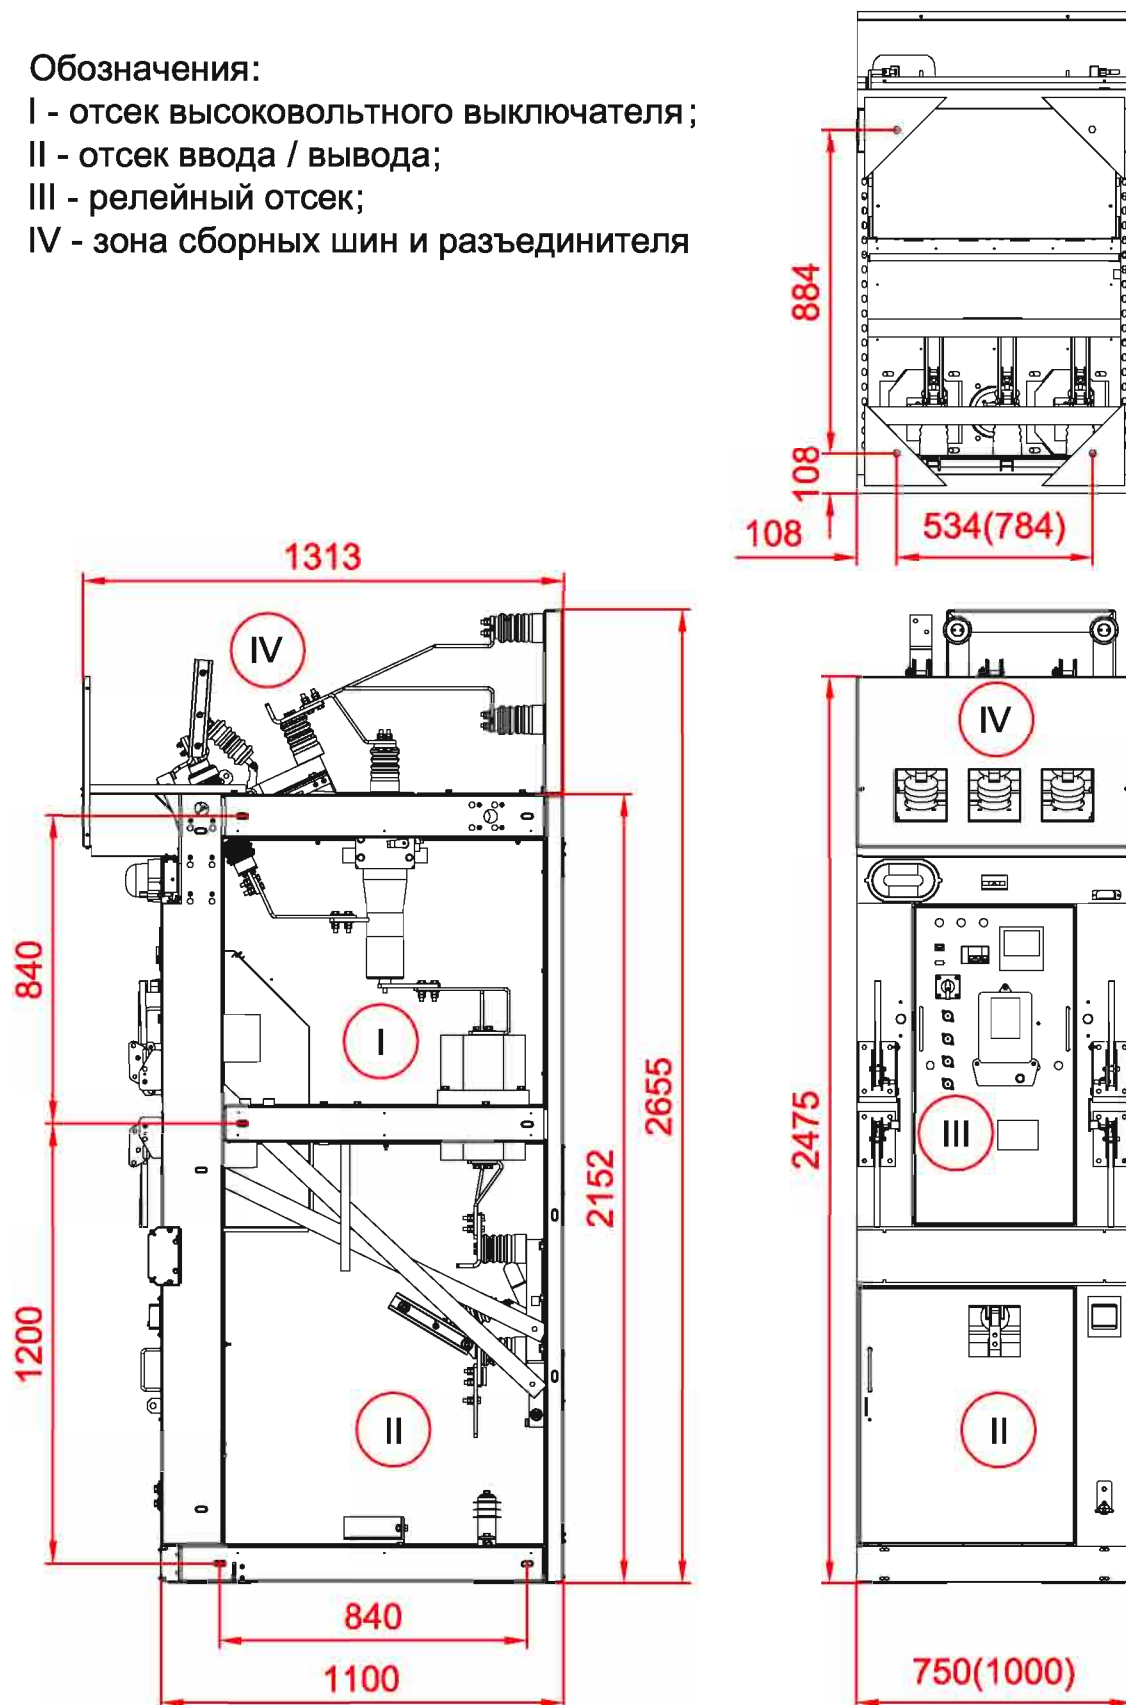 Обозначения:
I - отсек высоковольтного выключателя;
II - отсек ввода / вывода;
III - релейный отсек;
IV - зона сборных шин и разъединителя
884
108
108
534(784)
1313
IV
IV
840
I
2655
2475
III
2152
1200
II
II
840
1100
750(1000)